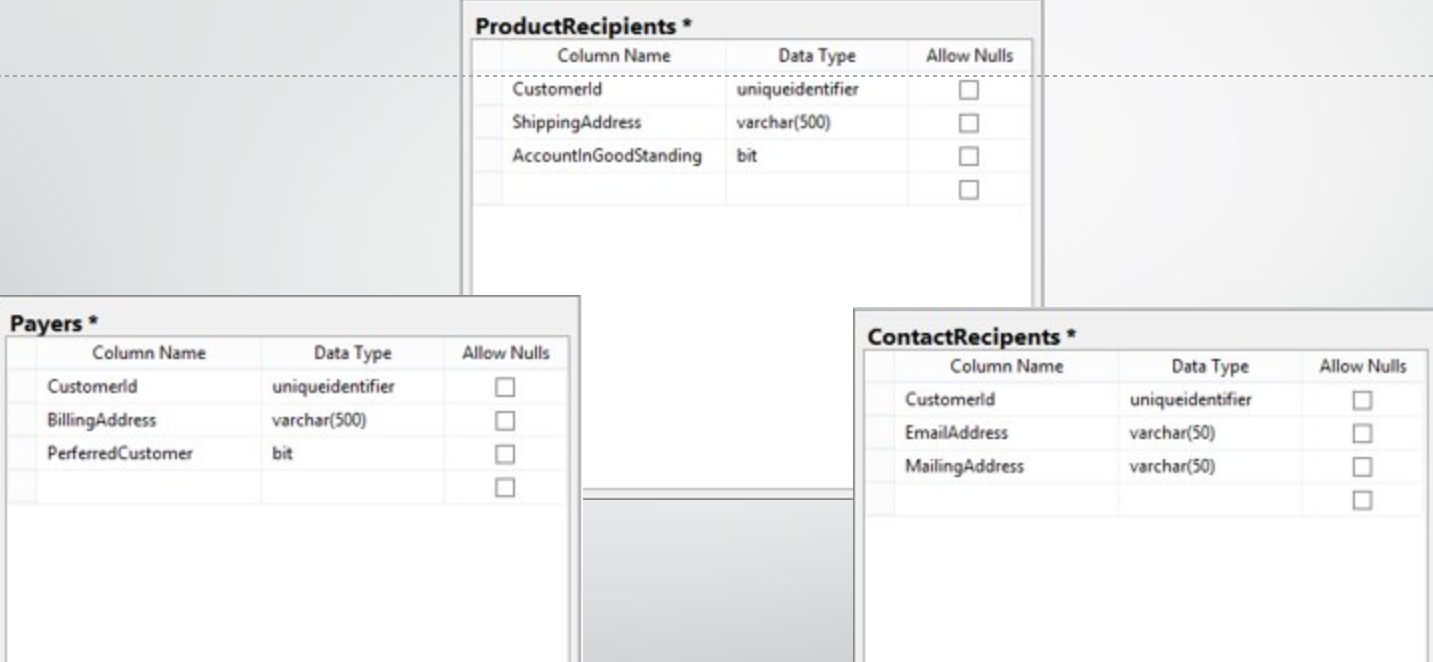 ProductRecipients *
Column Name Data Type Allow Nulls
CustomerId uniqueidentifier
ShippingAddress varchar(500)
AccountInGoodStanding bit
Payers *
Column Name Data Type Allow Nulls
CustomerId uniqueidentifier
BillingAddress varchar(500)
PerferredCustomer bit
ContactRecipents *
Column Name Data Type Allow Nulls
CustomerId uniqueidentifier
EmailAddress varchar(50)
MailingAddress varchar(50)